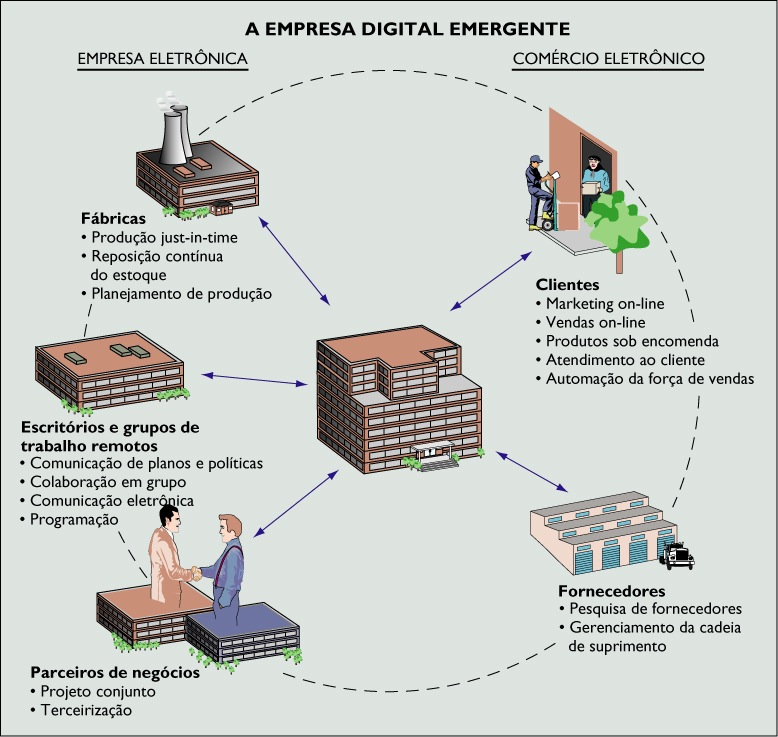 A EMPRESA DIGITAL EMERGENTE
EMPRESA ELETRÔNICA
COMÉRCIO ELETRÔNICO
Fábricas
• Produção just-in-time
• Reposição contínua
do estoque
• Planejamento de produção
Clientes
• Marketing on-line
• Vendas on-line
• Produtos sob encomenda
• Atendimento ao cliente
• Automação da força de vendas
Escritórios e grupos de
trabalho remotos
• Comunicação de planos e políticas
• Colaboração em grupo
• Comunicação eletrônica
• Programação
Fornecedores
• Pesquisa de fornecedores
• Gerenciamento da cadeia
de suprimento
Parceiros de negócios
• Projeto conjunto
• Terceirização